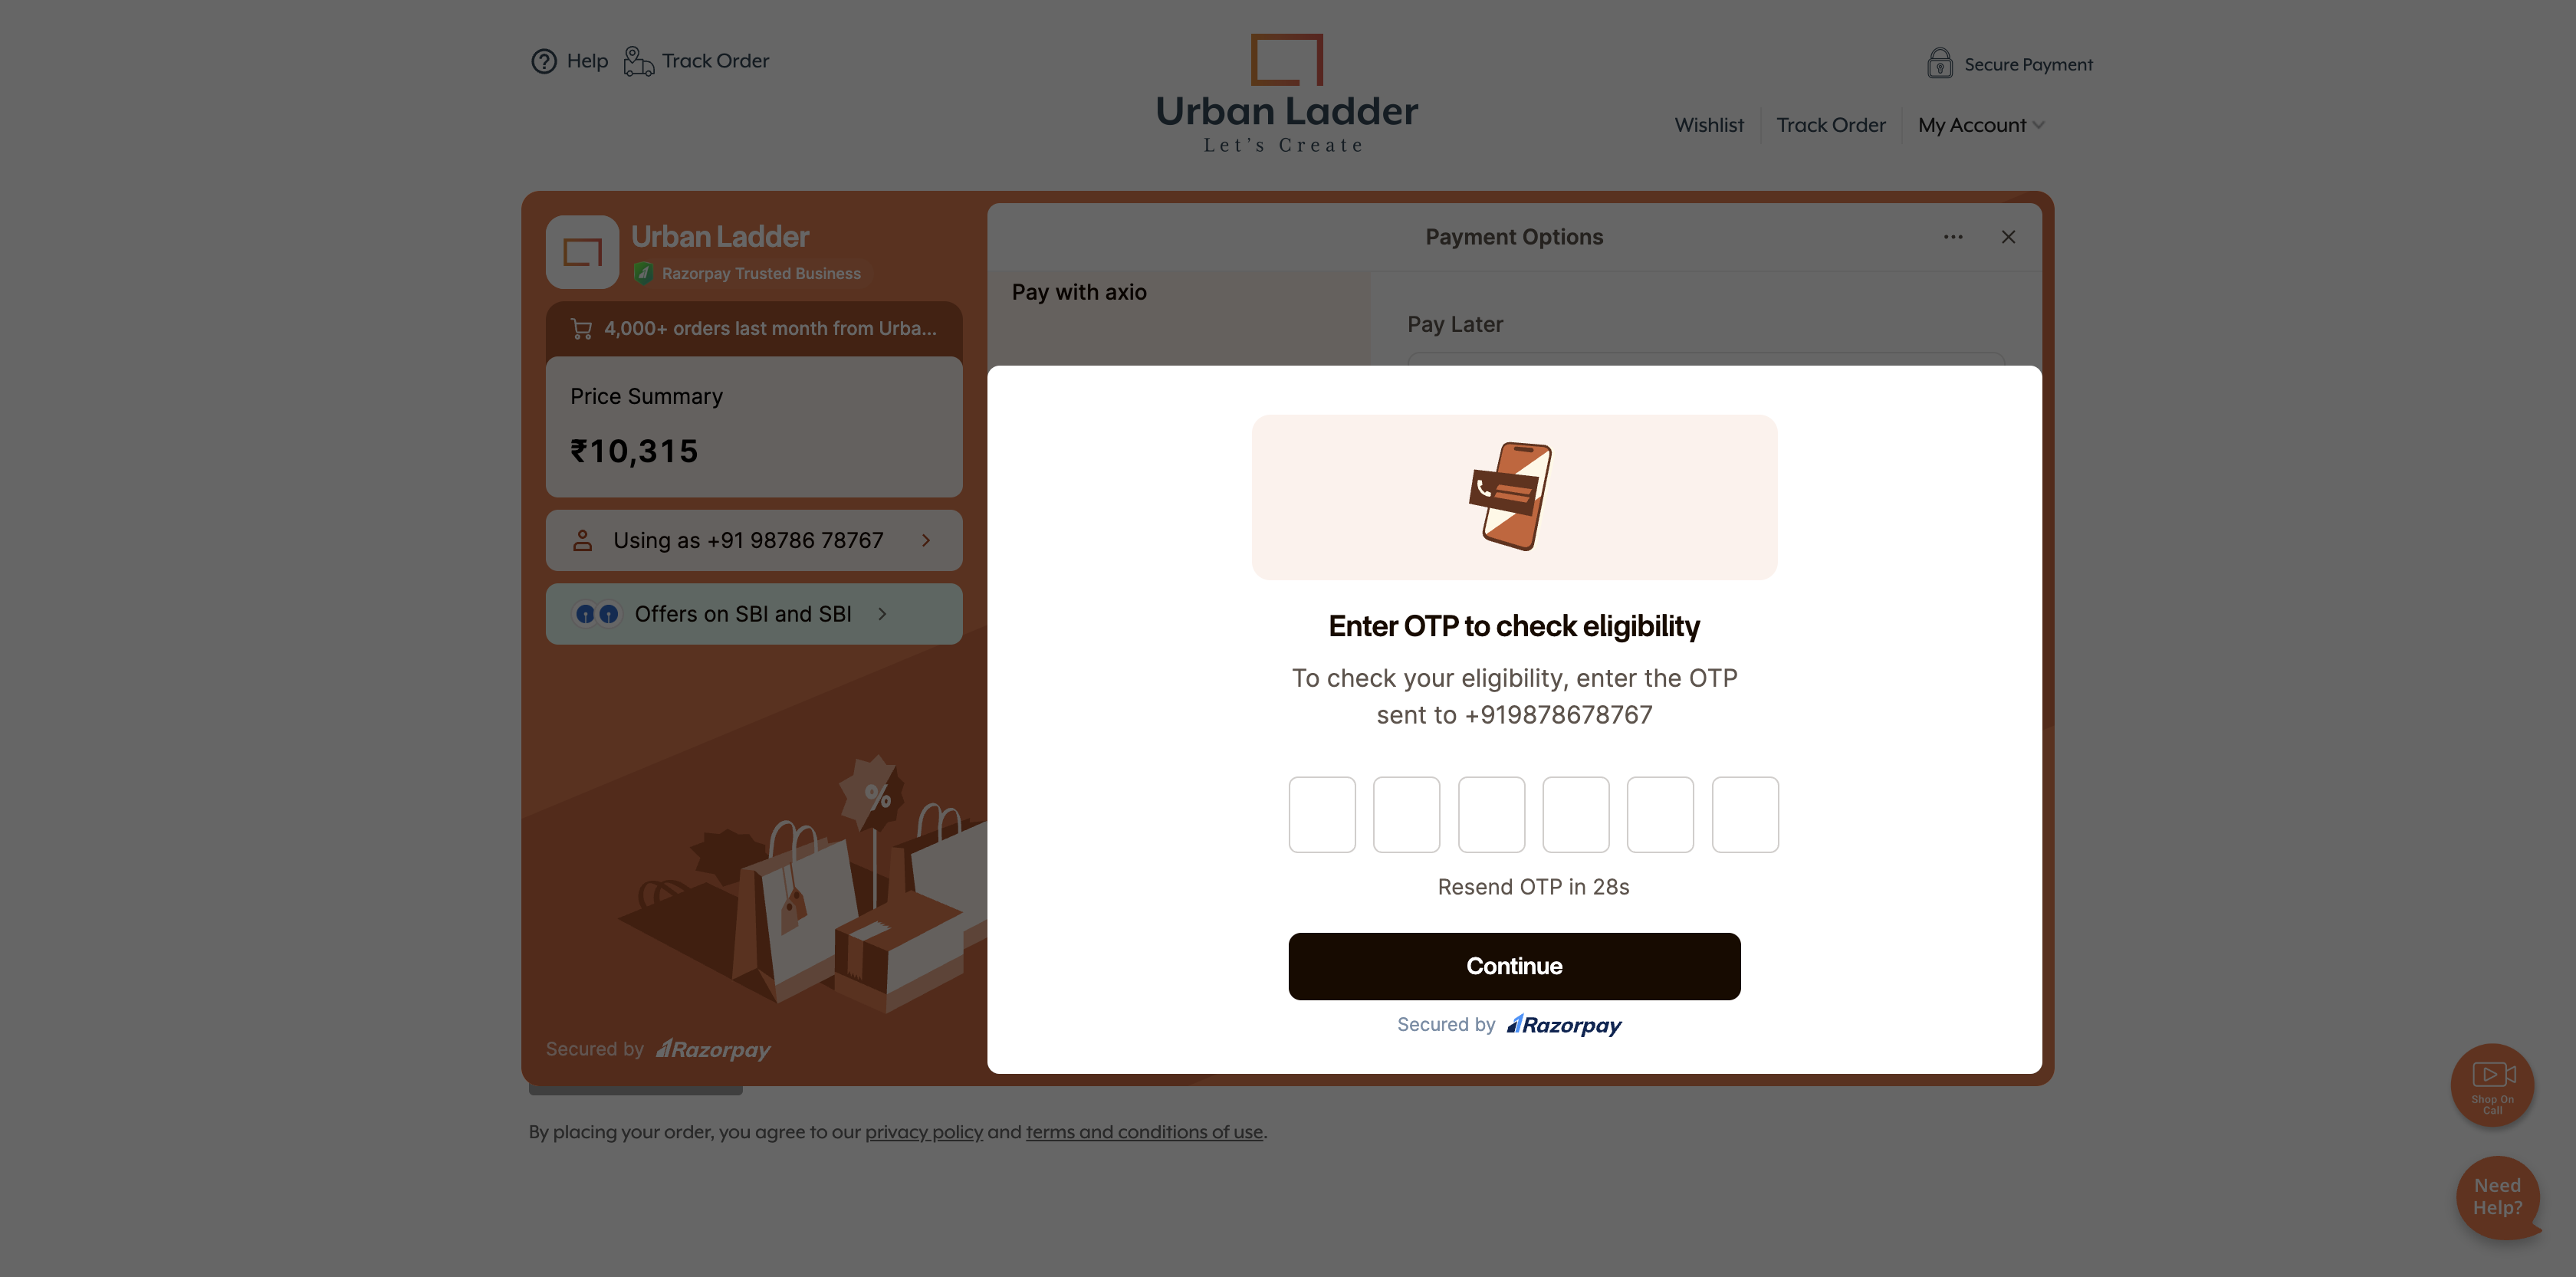 Help
Track Order
Urban Ladder
Let's Create
Secure Payment
Wishlist
Track Order
My Account
Urban Ladder
Razorpay Trusted Business
4,000+ orders last month from Urba...
Price Summary
₹10,315
Using as +91 98786 78767
Offers on SBI and SBI
%
Secured by Razorpay
Payment Options
Pay with axio
Pay Later
Enter OTP to check eligibility
To check your eligibility, enter the OTP
sent to +919878678767
Resend OTP in 28s
Continue
Secured by Razorpay
By placing your order, you agree to our privacy policy and terms and conditions of use.
Shop On
Call
Need
Help?